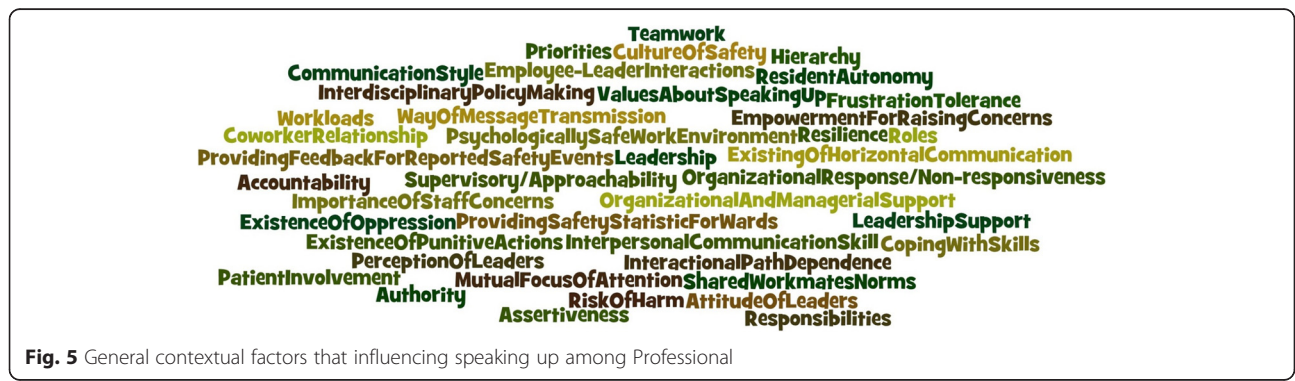 Teamwork
Priorities CultureOfSafety Hierarchy
CommunicationStyle Employee-LeaderInteractions ResidentAutonomy
InterdisciplinaryPolicyMaking ValuesAboutSpeakingUp FrustrationTolerance
Workloads WayOfMessageTransmission EmpowermentForRaisingConcerns
CoworkerRelationship PsychologicallySafeWorkEnvironment Resilience Roles
ProvidingFeedbackForReportedSafetyEvents Leadership ExistingOfHorizontalCommunication
Accountability Supervisory/Approachability OrganizationalResponse/Non-responsiveness
ImportanceOfStaffConcerns OrganizationalAndManagerialSupport
ExistenceOfOppression ProvidingSafetyStatisticForWards LeadershipSupport
ExistenceOfPunitiveActions InterpersonalCommunicationSkill CopingWithSkills
PerceptionOfLeaders InteractionalPathDependence
PatientInvolvement MutualFocusOfAttention SharedWorkmatesNorms
Authority RiskOfHarm AttitudeOfLeaders
Assertiveness Responsibilities
Fig. 5 General contextual factors that influencing speaking up among Professional